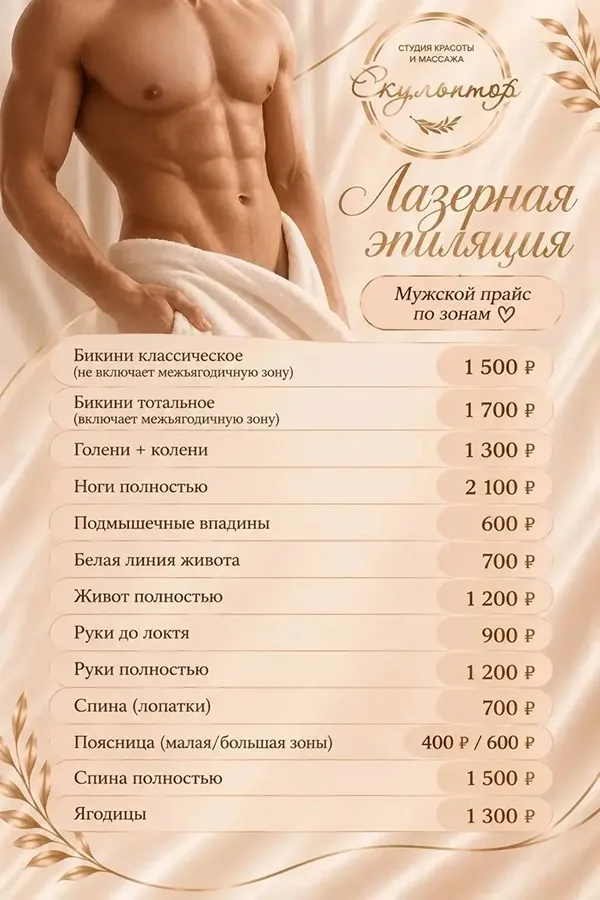 СТУДИЯ КРАСОТЫ
И МАССАЖА
Скульптор
Лазерная
эпиляция
Мужской прайс
по зонам ♡
Бикини классическое
(не включает межъягодичную зону)
1 500 ₽
Бикини тотальное
(включает межъягодичную зону)
1 700 ₽
Голени + колени 1 300 ₽
Ноги полностью 2 100 ₽
Подмышечные впадины 600 ₽
Белая линия живота 700 ₽
Живот полностью 1 200 ₽
Руки до локтя 900 ₽
Руки полностью 1 200 ₽
Спина (лопатки) 700 ₽
Поясница (малая/большая зоны) 400 ₽ / 600 ₽
Спина полностью 1 500 ₽
Ягодицы 1 300 ₽